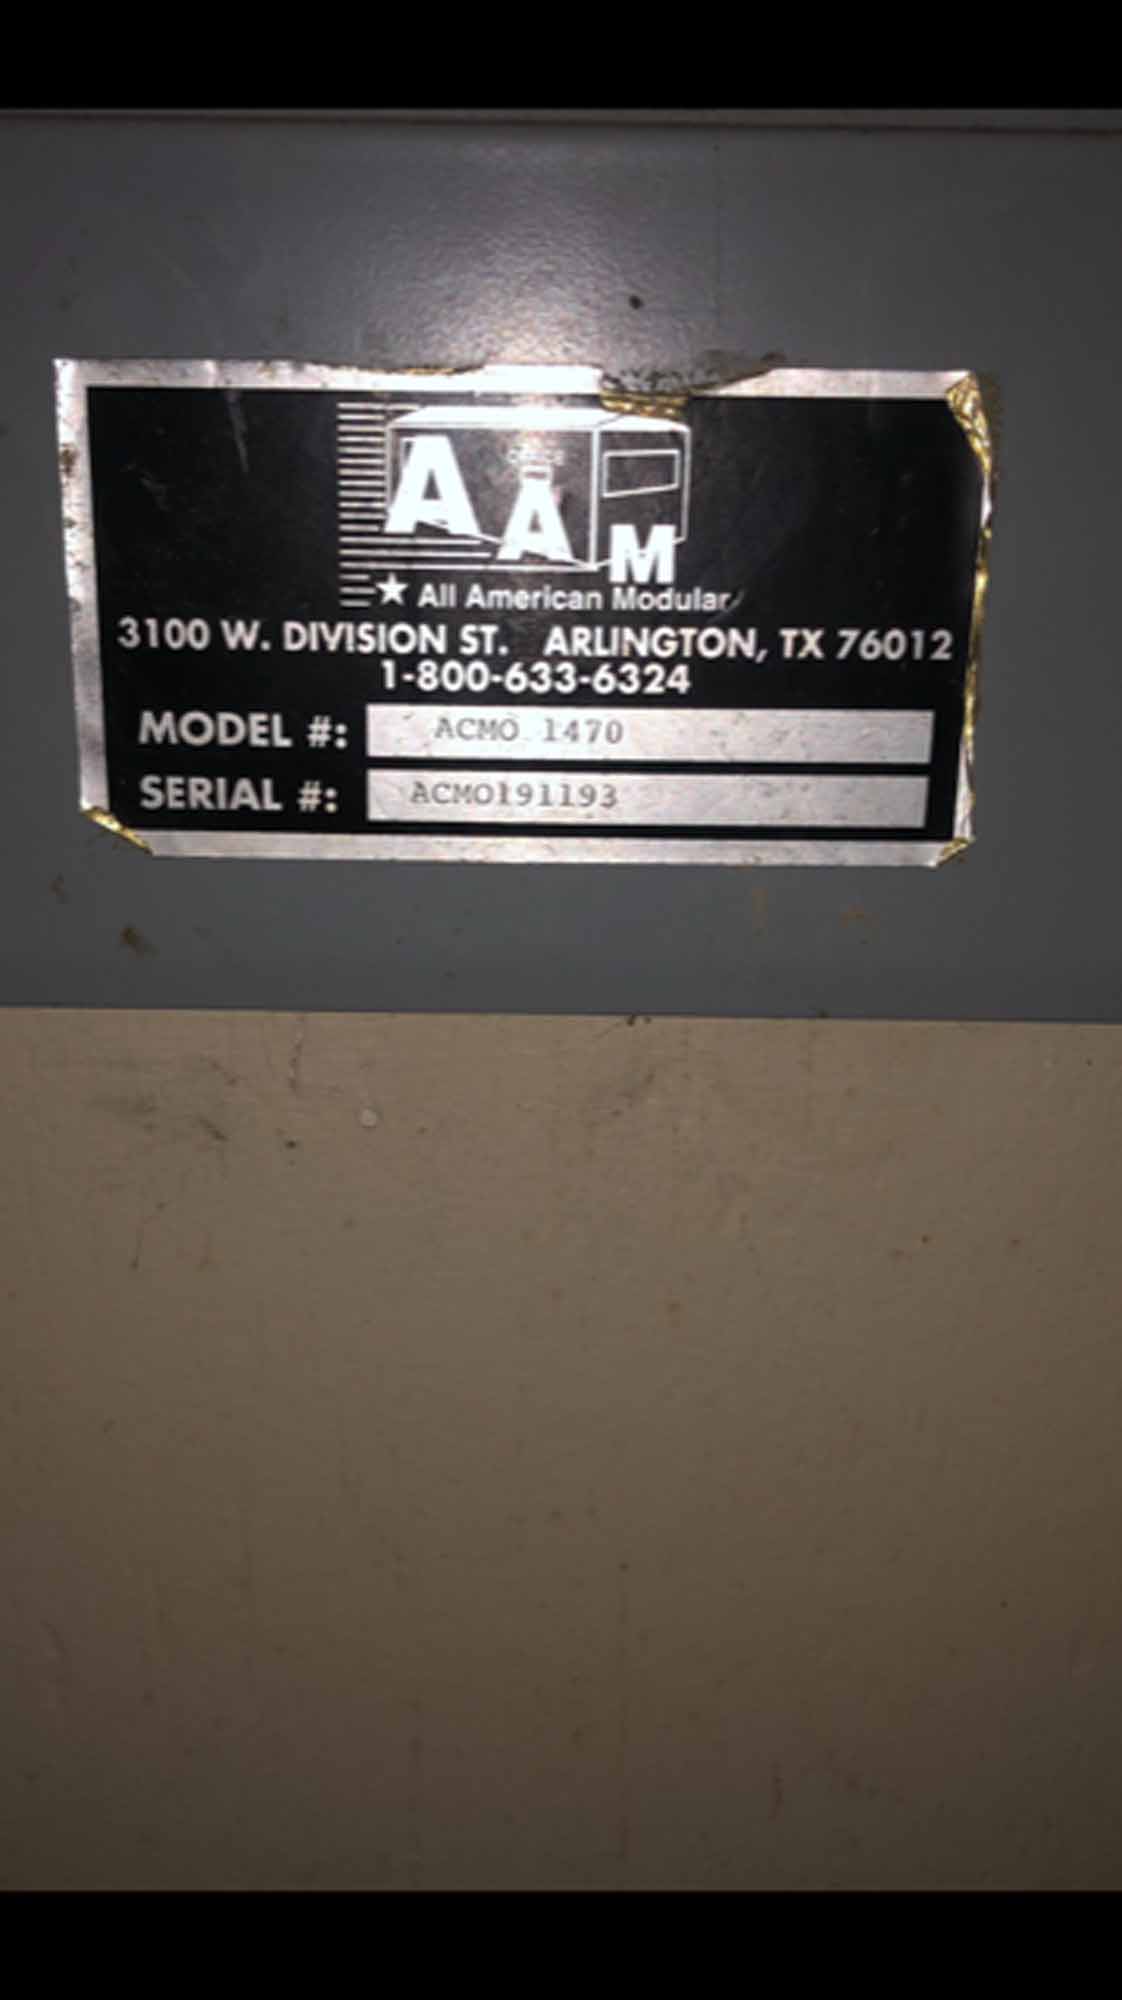 AAM
★ All American Modular
3100 W. DIVISION ST. ARLINGTON, TX 76012
1-800-633-6324
MODEL #: ACMO 1470
SERIAL #: ACMO191193